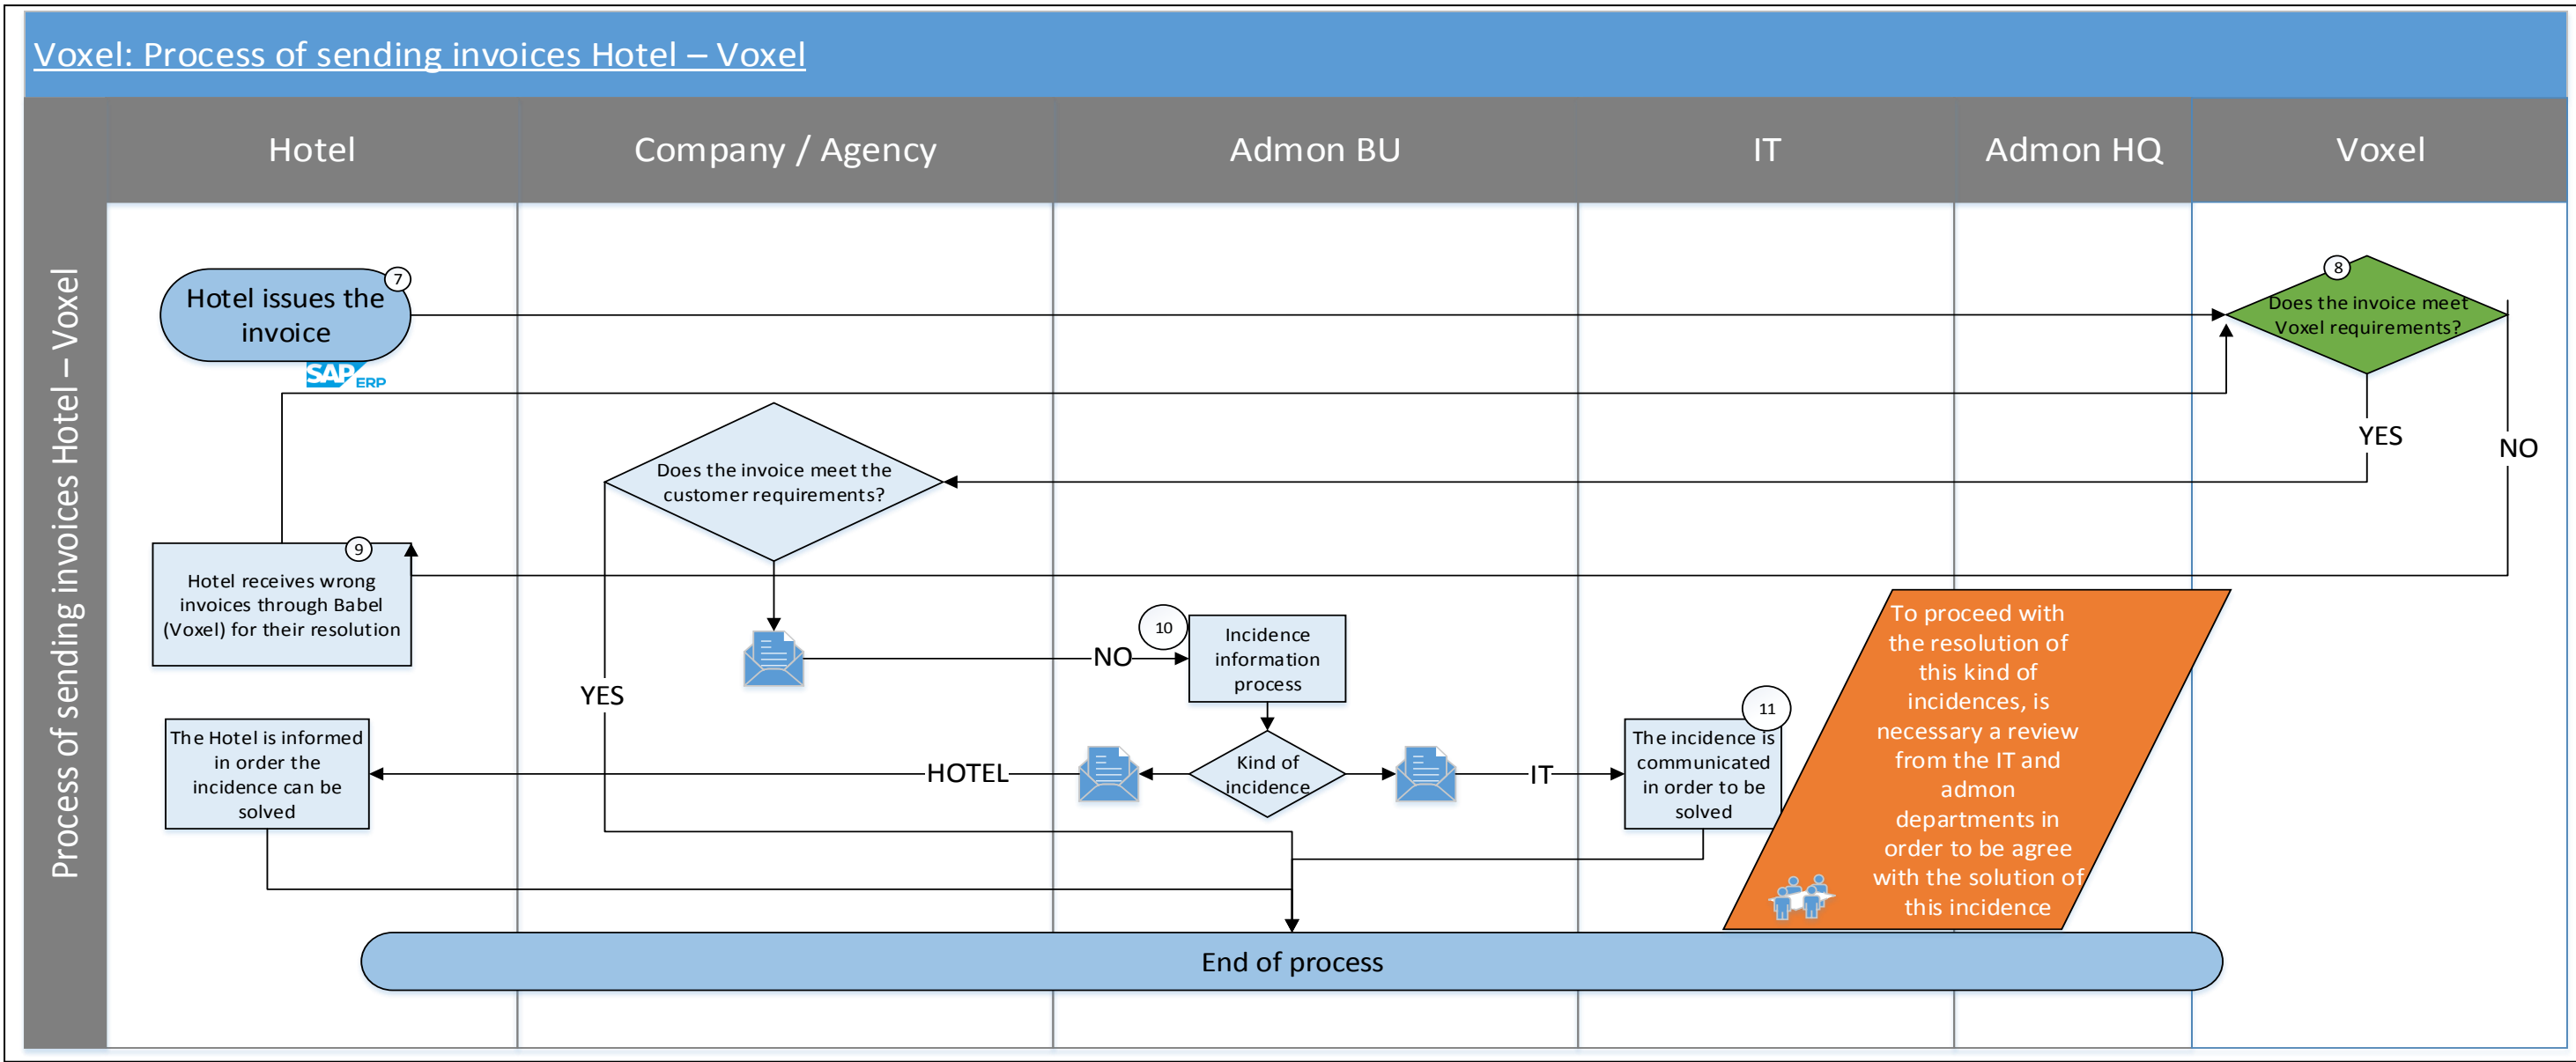 Voxel: Process of sending invoices Hotel – Voxel
Hotel
Company / Agency
Admon BU
IT
Admon HQ
Voxel
Process of sending invoices Hotel – Voxel
7
Hotel issues the
invoice
SAP ERP
8
Does the invoice meet
Voxel requirements?
YES
NO
Does the invoice meet the
customer requirements?
9
Hotel receives wrong
invoices through Babel
(Voxel) for their resolution
YES
NO
10
Incidence
information
process
Kind of
incidence
HOTEL
IT
The Hotel is informed
in order the
incidence can be
solved
11
The incidence is
communicated
in order to be
solved
To proceed with
the resolution of
this kind of
incidences, is
necessary a review
from the IT and
admon
departments in
order to be agree
with the solution of
this incidence
End of process